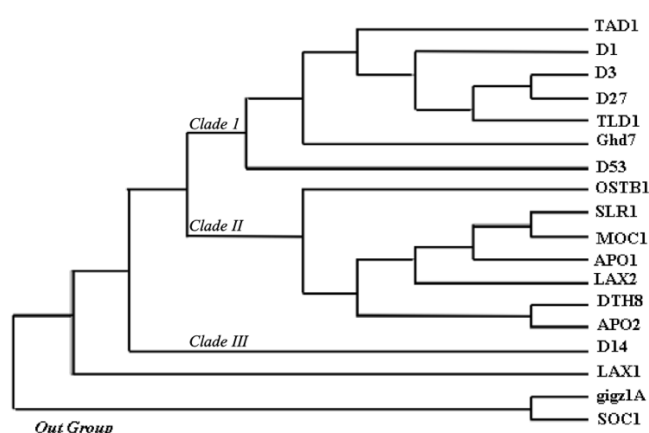 TAD1
D1
D3
D27
TLD1
Ghd7
Clade I
D53
OSTB1
SLR1
Clade II
MOC1
APO1
LAX2
DTH8
APO2
Clade III
D14
LAX1
gigz1A
SOC1
Out Group